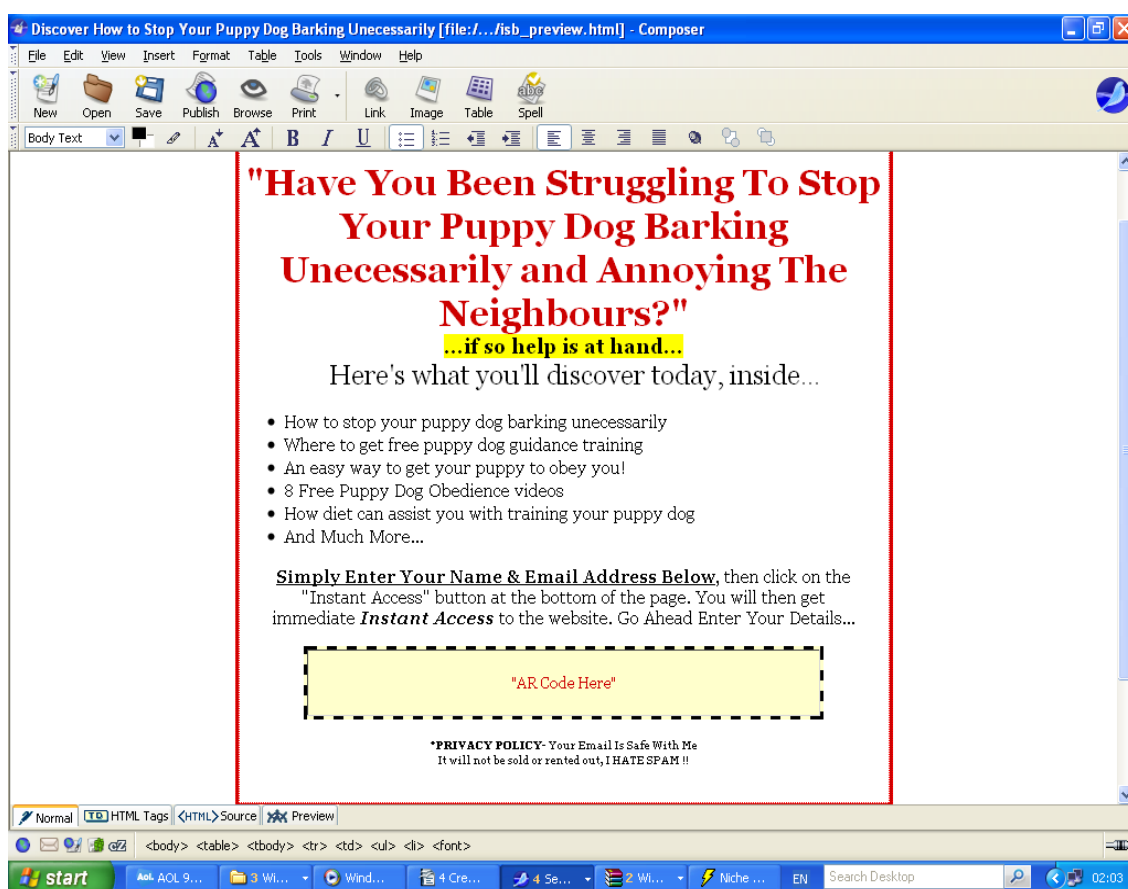 Discover How to Stop Your Puppy Dog Barking Unecessarily [file:/.../isb_preview.html] - Composer
File Edit View Insert Format Table Tools Window Help
New Open Save Publish Browse Print Link Image Table Spell
Body Text
"Have You Been Struggling To Stop
Your Puppy Dog Barking
Unecessarily and Annoying The
Neighbours?"
...if so help is at hand...
Here's what you'll discover today, inside...
How to stop your puppy dog barking unecessarily
Where to get free puppy dog guidance training
An easy way to get your puppy to obey you!
8 Free Puppy Dog Obedience videos
How diet can assist you with training your puppy dog
And Much More...
Simply Enter Your Name & Email Address Below, then click on the
"Instant Access" button at the bottom of the page. You will then get
immediate Instant Access to the website. Go Ahead Enter Your Details...
"AR Code Here"
*PRIVACY POLICY- Your Email Is Safe With Me
It will not be sold or rented out, I HATE SPAM !!
Normal TD HTML Tags <HTML> Source Preview
<body> <table> <tbody> <tr> <td> <ul> <li> <font>
start AOL 9... 3 Wi... Wind... 4 Cre... 4 Se... 2 Wi... Niche ... EN Search Desktop 02:03